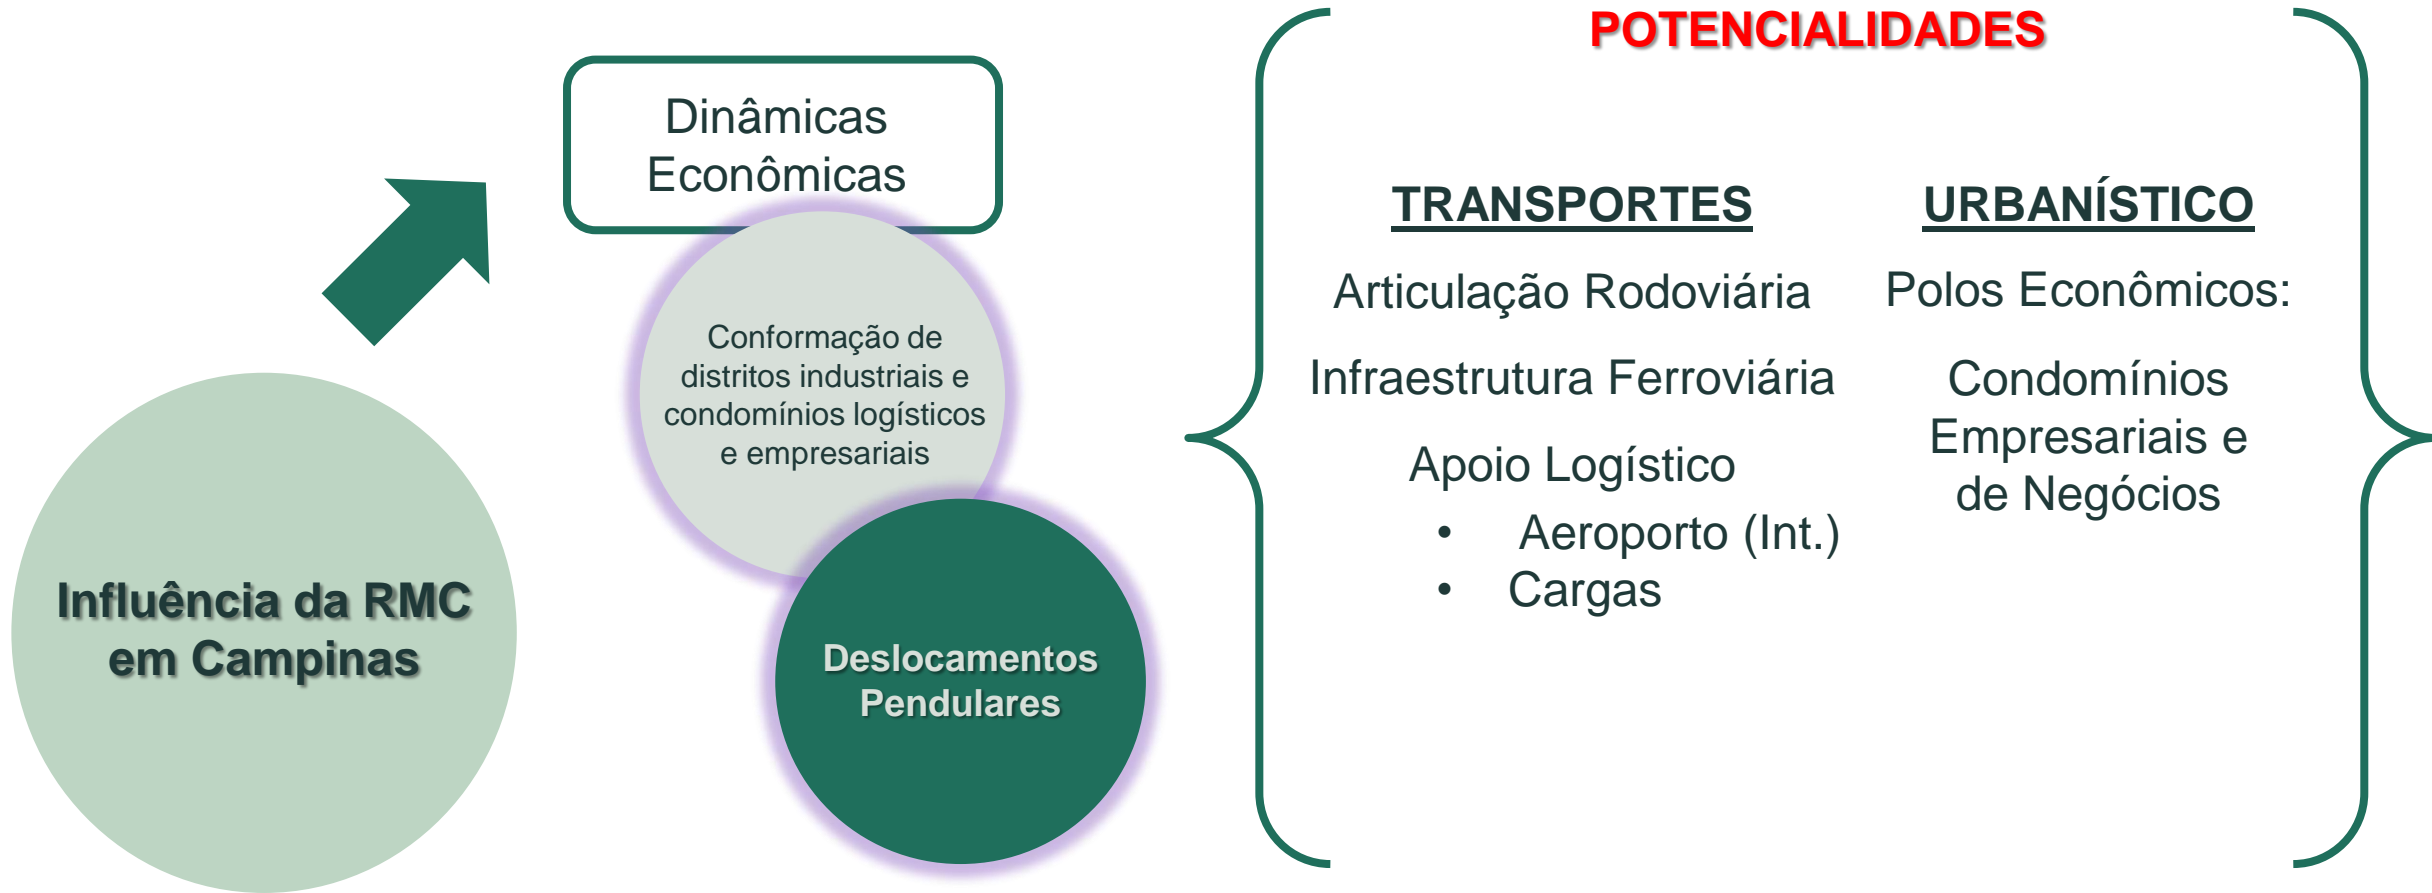 Dinâmicas
Econômicas
Conformação de
distritos industriais e
condomínios logísticos
e empresariais
Influência da RMC
em Campinas
Deslocamentos
Pendulares
POTENCIALIDADES
TRANSPORTES
Articulação Rodoviária
Infraestrutura Ferroviária
Apoio Logístico
• Aeroporto (Int.)
• Cargas
URBANÍSTICO
Polos Econômicos:
Condomínios
Empresariais e
de Negócios